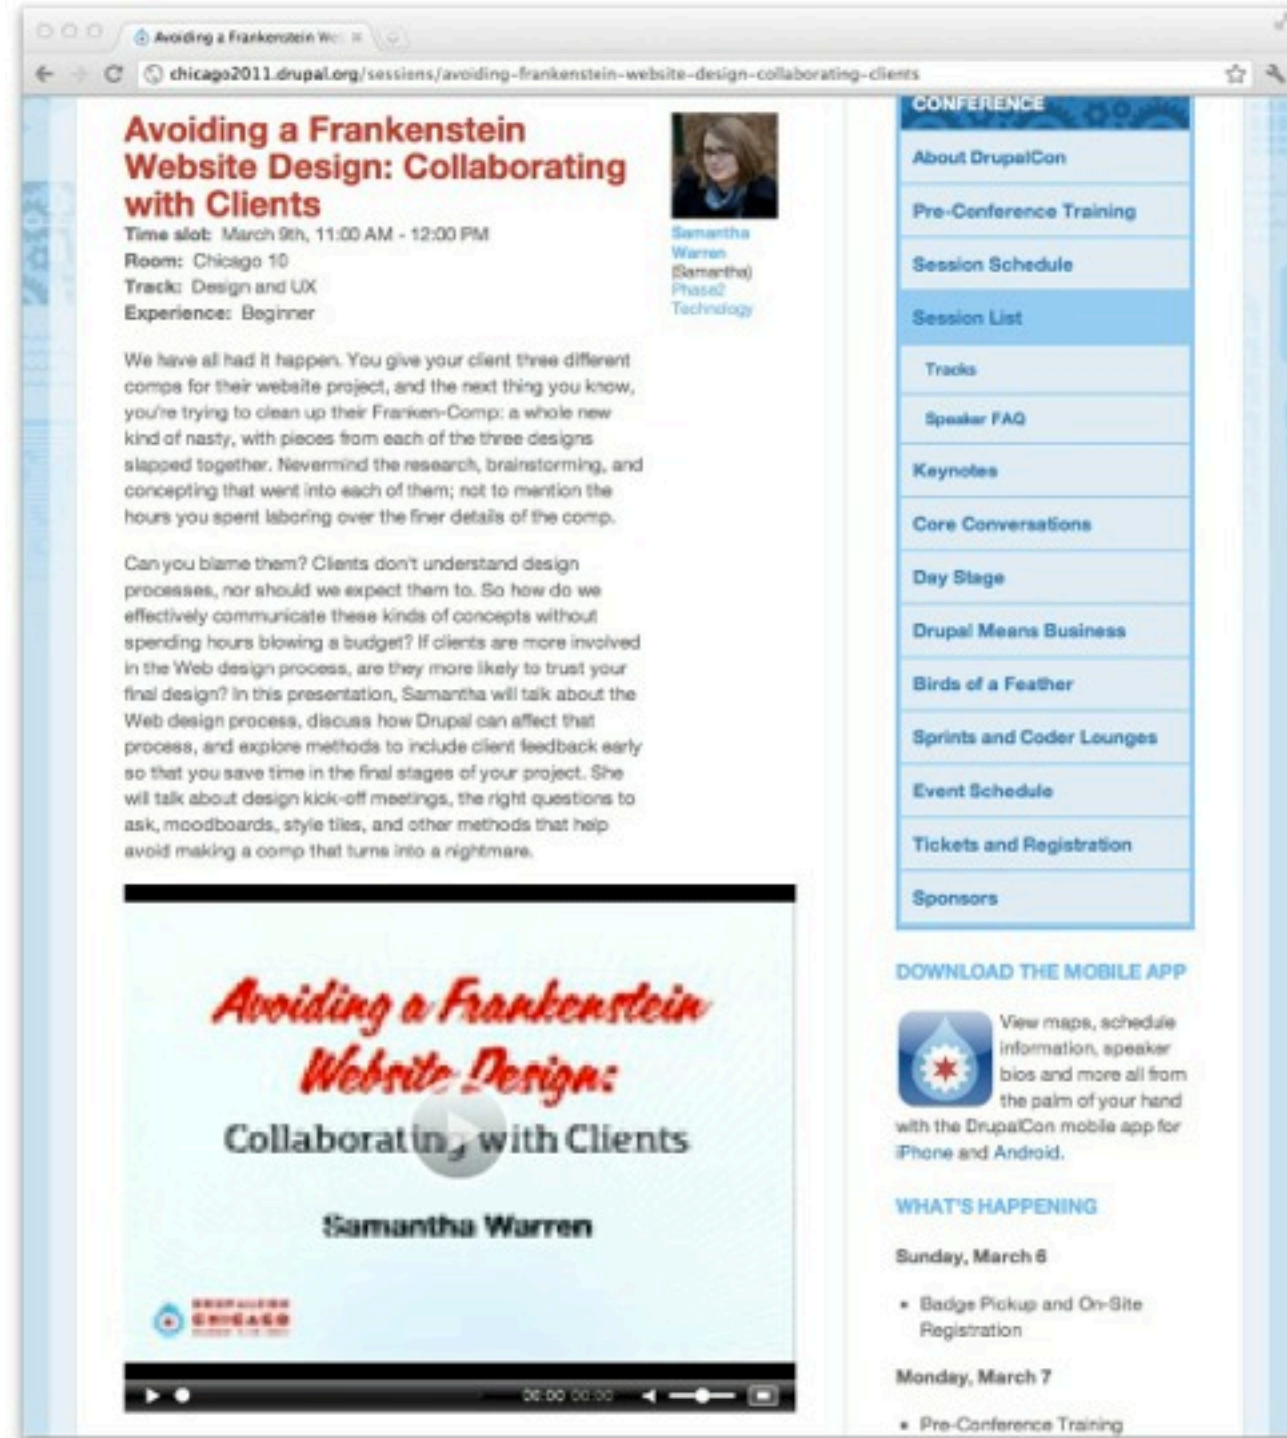 Avoiding a Frankenstein We
chicago2011.drupal.org/sessions/avoiding-frankenstein-website-design-collaborating-clients
Avoiding a Frankenstein
Website Design: Collaborating
with Clients
Time slot: March 9th, 11:00 AM - 12:00 PM
Room: Chicago 10
Track: Design and UX
Experience: Beginner
Samantha
Warren
(Samantha)
Phase2
Technology
We have all had it happen. You give your client three different
comps for their website project, and the next thing you know,
you're trying to clean up their Franken-Comp: a whole new
kind of nasty, with pieces from each of the three designs
slapped together. Nevermind the research, brainstorming, and
concepting that went into each of them; not to mention the
hours you spent laboring over the finer details of the comp.
Can you blame them? Clients don't understand design
processes, nor should we expect them to. So how do we
effectively communicate these kinds of concepts without
spending hours blowing a budget? If clients are more involved
in the Web design process, are they more likely to trust your
final design? In this presentation, Samantha will talk about the
Web design process, discuss how Drupal can affect that
process, and explore methods to include client feedback early
so that you save time in the final stages of your project. She
will talk about design kick-off meetings, the right questions to
ask, moodboards, style tiles, and other methods that help
avoid making a comp that turns into a nightmare.
Avoiding a Frankenstein
Website Design:
Collaborating with Clients
Samantha Warren
DRUPALCON
CHICAGO
00:00 00:00
CONFERENCE
About DrupalCon
Pre-Conference Training
Session Schedule
Session List
Tracks
Speaker FAQ
Keynotes
Core Conversations
Day Stage
Drupal Means Business
Birds of a Feather
Sprints and Coder Lounges
Event Schedule
Tickets and Registration
Sponsors
DOWNLOAD THE MOBILE APP
View maps, schedule
information, speaker
bios and more all from
the palm of your hand
with the DrupalCon mobile app for
iPhone and Android.
WHAT'S HAPPENING
Sunday, March 6
Badge Pickup and On-Site
Registration
Monday, March 7
Pre-Conference Training